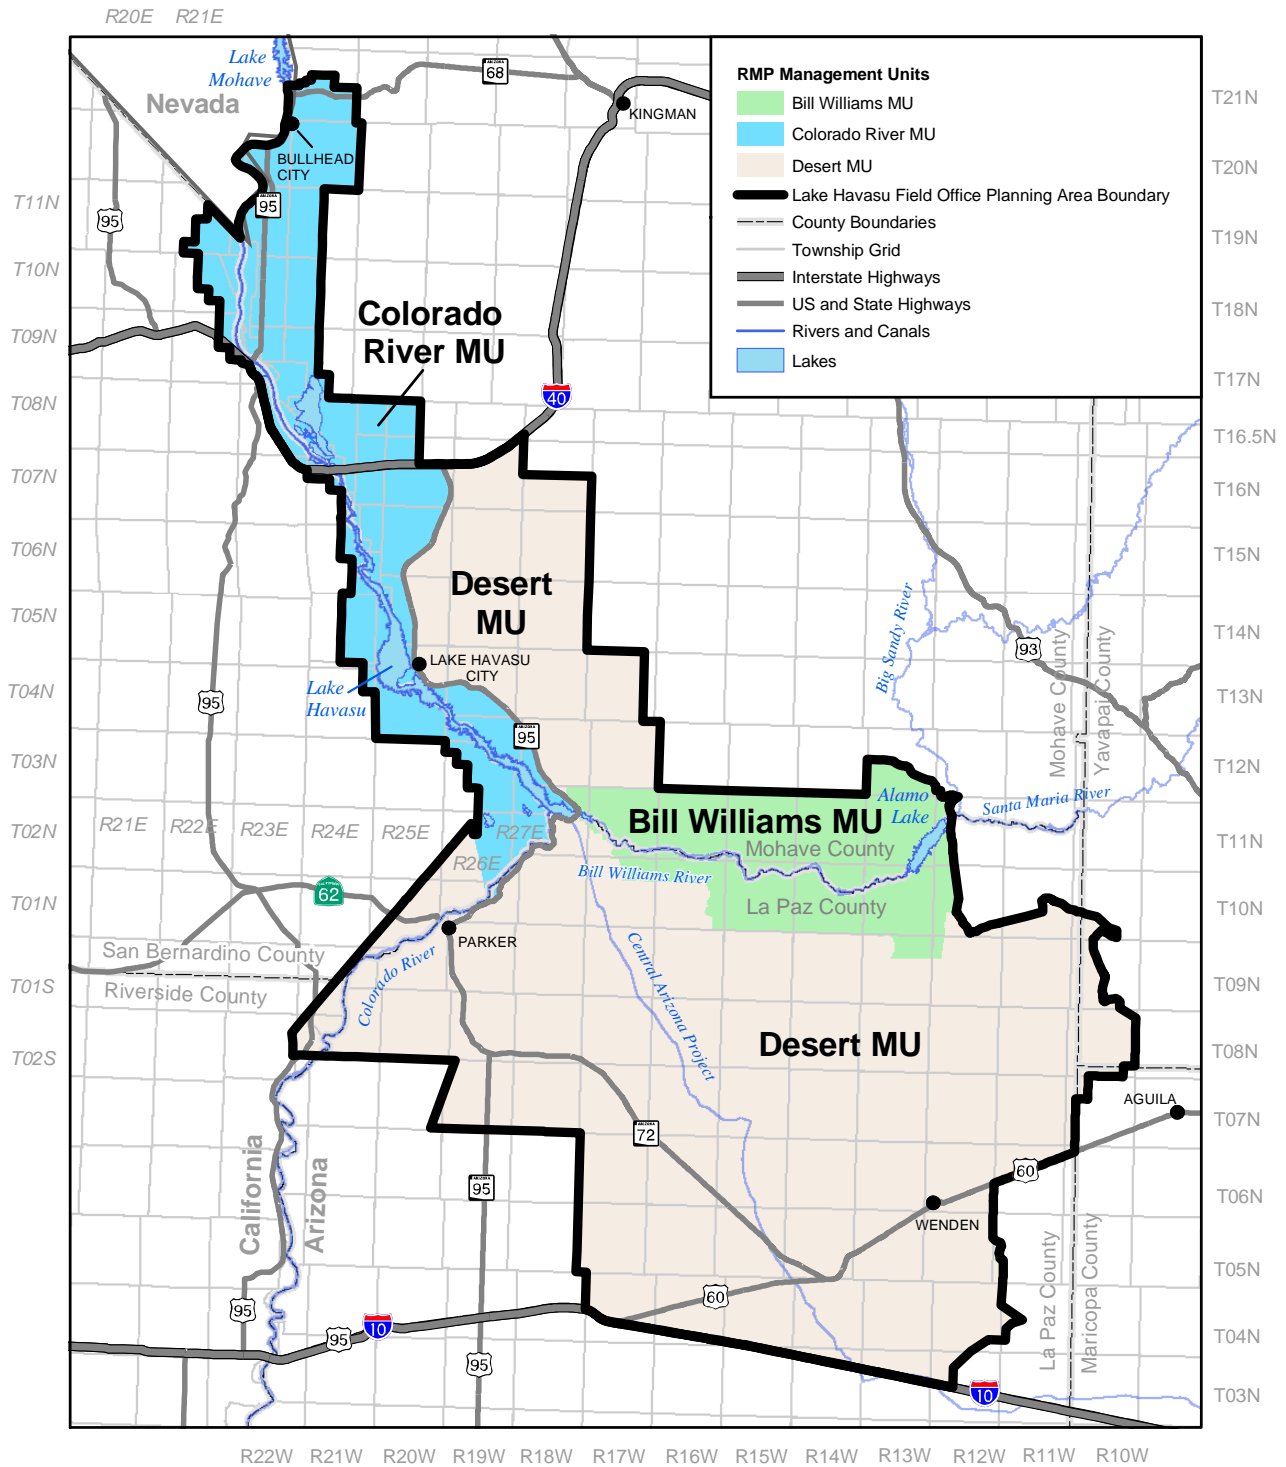 R20E R21E
Lake
Mohave
Nevada
ARIZONA
68
KINGMAN
BULLHEAD
CITY
ARIZONA
95
95
RMP Management Units
Bill Williams MU
Colorado River MU
Desert MU
Lake Havasu Field Office Planning Area Boundary
County Boundaries
Township Grid
Interstate Highways
US and State Highways
Rivers and Canals
Lakes
T21N
T20N
T19N
T18N
T17N
T16.5N
T16N
T15N
T14N
T13N
T12N
T11N
T10N
T09N
T08N
T07N
T06N
T05N
T04N
T03N
T11N
T10N
T09N
T08N
T07N
T06N
T05N
T04N
T03N
T02N
T01N
T01S
T02S
Colorado
River MU
40
Desert
MU
LAKE HAVASU
CITY
Lake
Havasu
95
ARIZONA
95
Big Sandy River
93
Mohave County
Yavapai County
Santa Maria River
Alamo
Lake
Bill Williams MU
Mohave County
Bill Williams River
La Paz County
R21E R22E R23E R24E R25E R27E
R26E
62
PARKER
San Bernardino County
Riverside County
Colorado River
Central Arizona Project
Desert MU
AGUILA
ARIZONA
72
60
ARIZONA
95
WENDEN
California
Arizona
La Paz County
Maricopa County
60
95
95
10
95
10
R22W R21W R20W R19W R18W R17W R16W R15W R14W R13W R12W R11W R10W